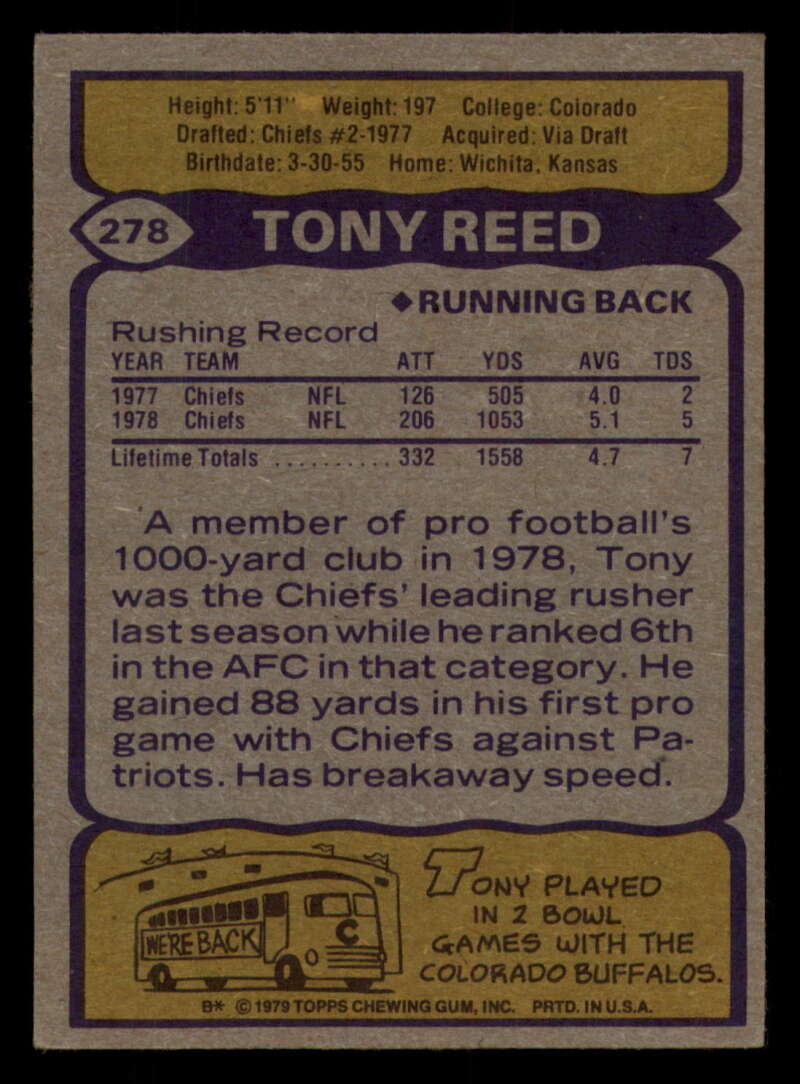 Height: 5'11" Weight: 197 College: Colorado
Drafted: Chiefs #2-1977 Acquired: Via Draft
Birthdate: 3-30-55 Home: Wichita, Kansas
278 TONY REED
◆RUNNING BACK
Rushing Record
YEAR TEAM ATT YDS AVG TDS
1977 Chiefs NFL 126 505 4.0 2
1978 Chiefs NFL 206 1053 5.1 5
Lifetime Totals .......... 332 1558 4.7 7
A member of pro football's
1000-yard club in 1978, Tony
was the Chiefs' leading rusher
last season while he ranked 6th
in the AFC in that category. He
gained 88 yards in his first pro
game with Chiefs against Pa-
triots. Has breakaway speed.
WE'RE BACK
C
TONY PLAYED
IN 2 BOWL
GAMES WITH THE
COLORADO BUFFALOS.
B* © 1979 TOPPS CHEWING GUM, INC. PRTD. IN U.S.A.